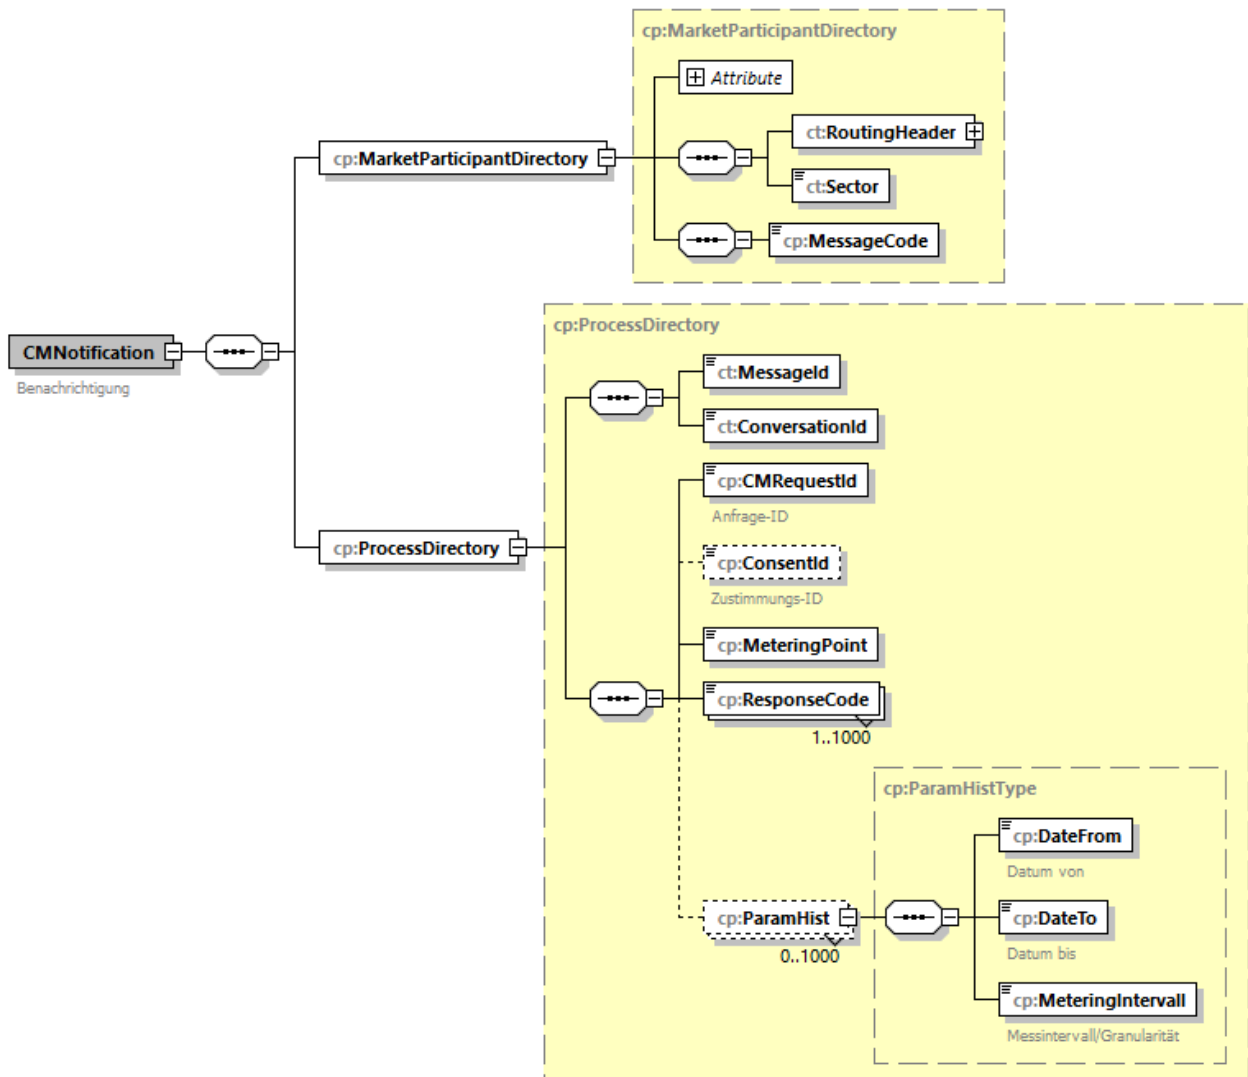 cp:MarketParticipantDirectory
Attribute
ct:RoutingHeader
cp:MarketParticipantDirectory
ct:Sector
cp:MessageCode
cp:ProcessDirectory
CMNotification
Benachrichtigung
ct:MessageId
ct:ConversationId
cp:CMRequestId
Anfrage-ID
cp:ProcessDirectory
cp:ConsentId
Zustimmungs-ID
cp:MeteringPoint
cp:ResponseCode
1..1000
cp:ParamHistType
cp:DateFrom
Datum von
cp:ParamHist
0..1000
cp:DateTo
Datum bis
cp:MeteringIntervall
Messintervall/Granularität